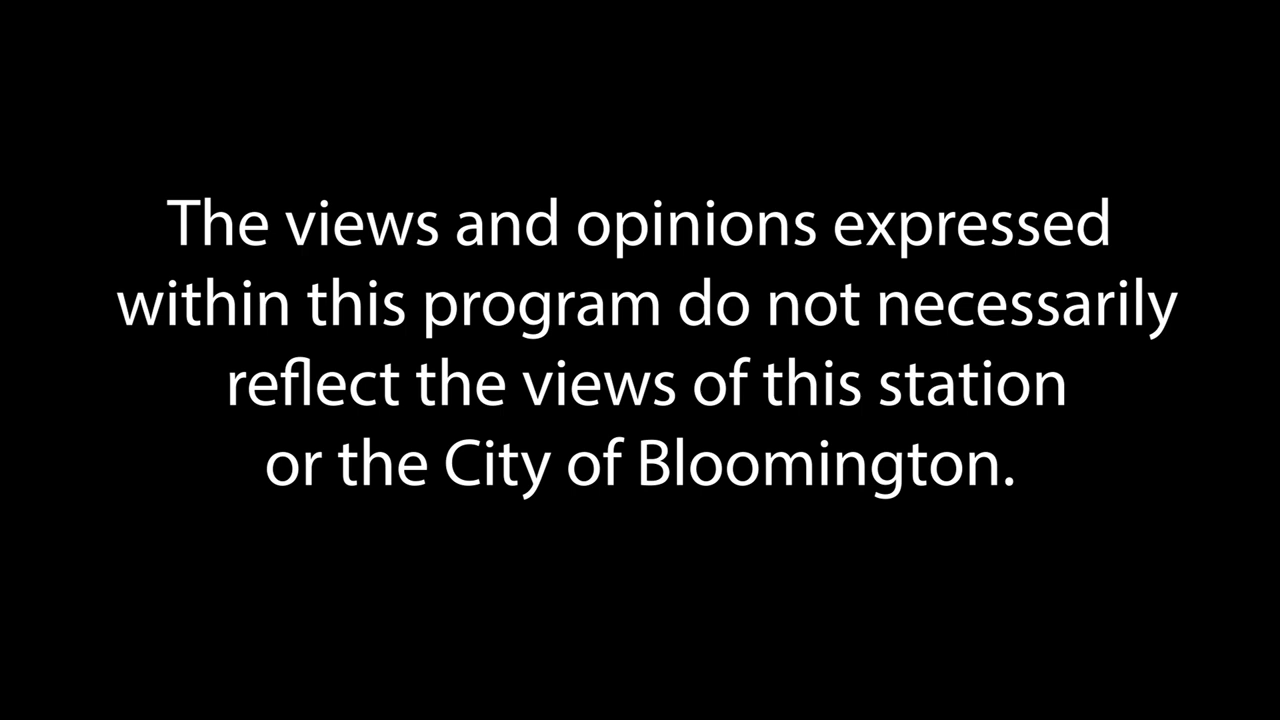 The views and opinions expressed
within this program do not necessarily
reflect the views of this station
or the City of Bloomington.